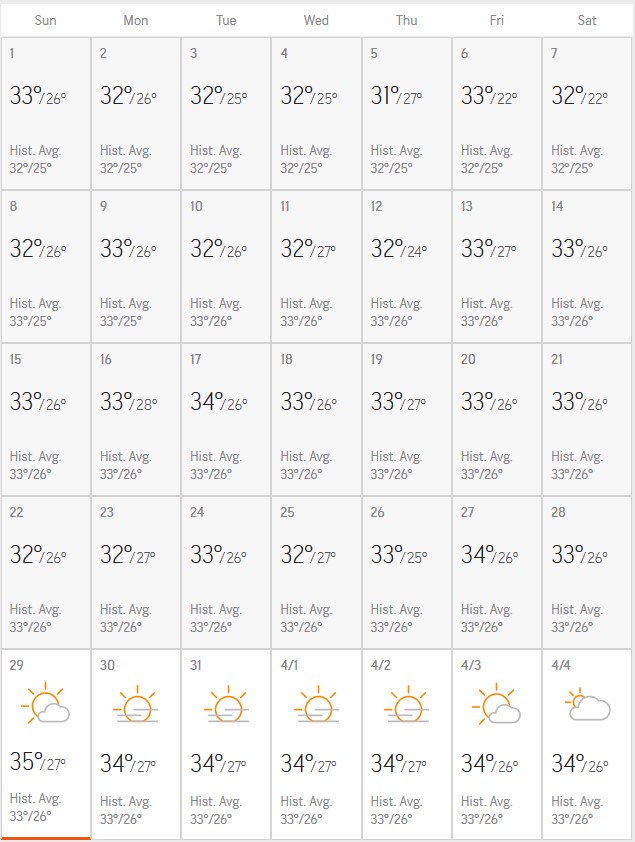 Sun Mon Tue Wed Thu Fri Sat
1 2 3 4 5 6 7
33°/26° 32°/26° 32°/25° 32°/25° 31°/27° 33°/22° 32°/22°
Hist. Avg. Hist. Avg. Hist. Avg. Hist. Avg. Hist. Avg. Hist. Avg. Hist. Avg.
32°/25° 32°/25° 32°/25° 32°/25° 32°/25° 32°/25° 32°/25°
8 9 10 11 12 13 14
32°/26° 33°/26° 32°/26° 32°/27° 32°/24° 33°/27° 33°/26°
Hist. Avg. Hist. Avg. Hist. Avg. Hist. Avg. Hist. Avg. Hist. Avg. Hist. Avg.
33°/25° 33°/25° 33°/26° 33°/26° 33°/26° 33°/26° 33°/26°
15 16 17 18 19 20 21
33°/26° 33°/28° 34°/26° 33°/26° 33°/27° 33°/26° 33°/26°
Hist. Avg. Hist. Avg. Hist. Avg. Hist. Avg. Hist. Avg. Hist. Avg. Hist. Avg.
33°/26° 33°/26° 33°/26° 33°/26° 33°/26° 33°/26° 33°/26°
22 23 24 25 26 27 28
32°/26° 32°/27° 33°/26° 32°/27° 33°/25° 34°/26° 33°/26°
Hist. Avg. Hist. Avg. Hist. Avg. Hist. Avg. Hist. Avg. Hist. Avg. Hist. Avg.
33°/26° 33°/26° 33°/26° 33°/26° 33°/26° 33°/26° 33°/26°
29 30 31 4/1 4/2 4/3 4/4
35°/27° 34°/27° 34°/27° 34°/27° 34°/27° 34°/26° 34°/26°
Hist. Avg. Hist. Avg. Hist. Avg. Hist. Avg. Hist. Avg. Hist. Avg. Hist. Avg.
33°/26° 33°/26° 33°/26° 33°/26° 33°/26° 33°/26° 33°/26°